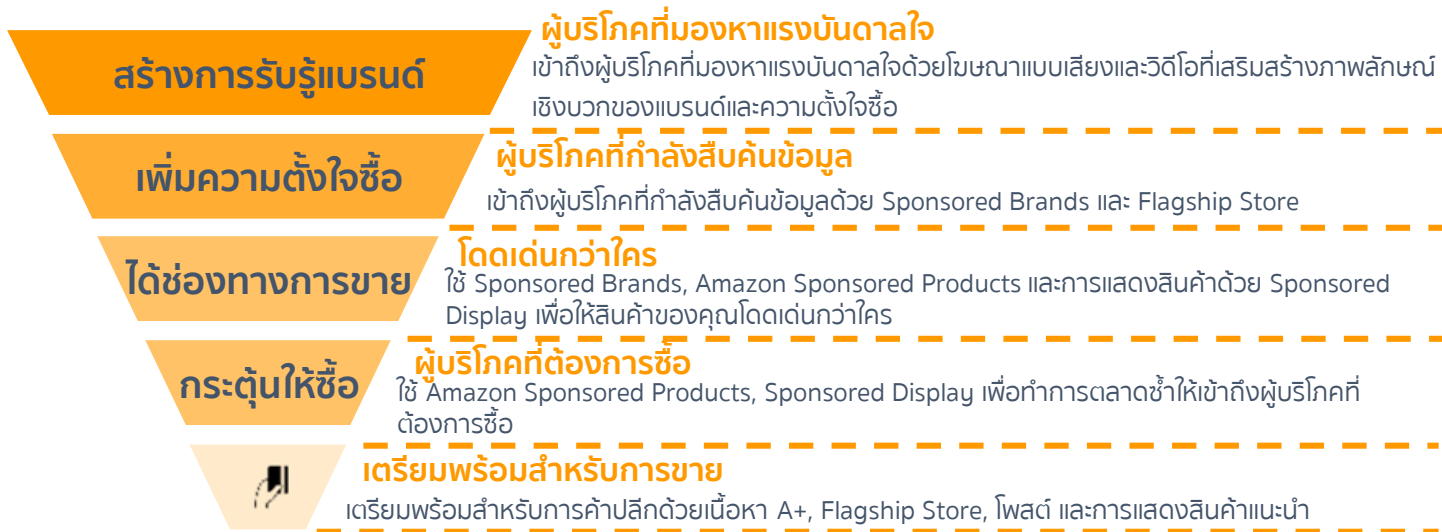 ผู้บริโภคที่มองหาแรงบันดาลใจ
สร้างการรับรู้แบรนด์
เข้าถึงผู้บริโภคที่มองหาแรงบันดาลใจด้วยโฆษณาแบบเสียงและวิดีโอที่เสริมสร้างภาพลักษณ์
เชิงบวกของแบรนด์และความตั้งใจซื้อ
ผู้บริโภคที่กำลังสืบค้นข้อมูล
เพิ่มความตั้งใจซื้อ
เข้าถึงผู้บริโภคที่กำลังสืบค้นข้อมูลด้วย Sponsored Brands และ Flagship Store
โดดเด่นกว่าใคร
ได้ช่องทางการขาย
ใช้ Sponsored Brands, Amazon Sponsored Products และการแสดงสินค้าด้วย Sponsored
Display เพื่อให้สินค้าของคุณโดดเด่นกว่าใคร
ผู้บริโภคที่ต้องการซื้อ
กระตุ้นให้ซื้อ
ใช้ Amazon Sponsored Products, Sponsored Display เพื่อทำการตลาดซ้ำให้เข้าถึงผู้บริโภคที่
ต้องการซื้อ
เตรียมพร้อมสำหรับการขาย
เตรียมพร้อมสำหรับการค้าปลีกด้วยเนื้อหา A+, Flagship Store, โพสต์ และการแสดงสินค้าแนะนำ